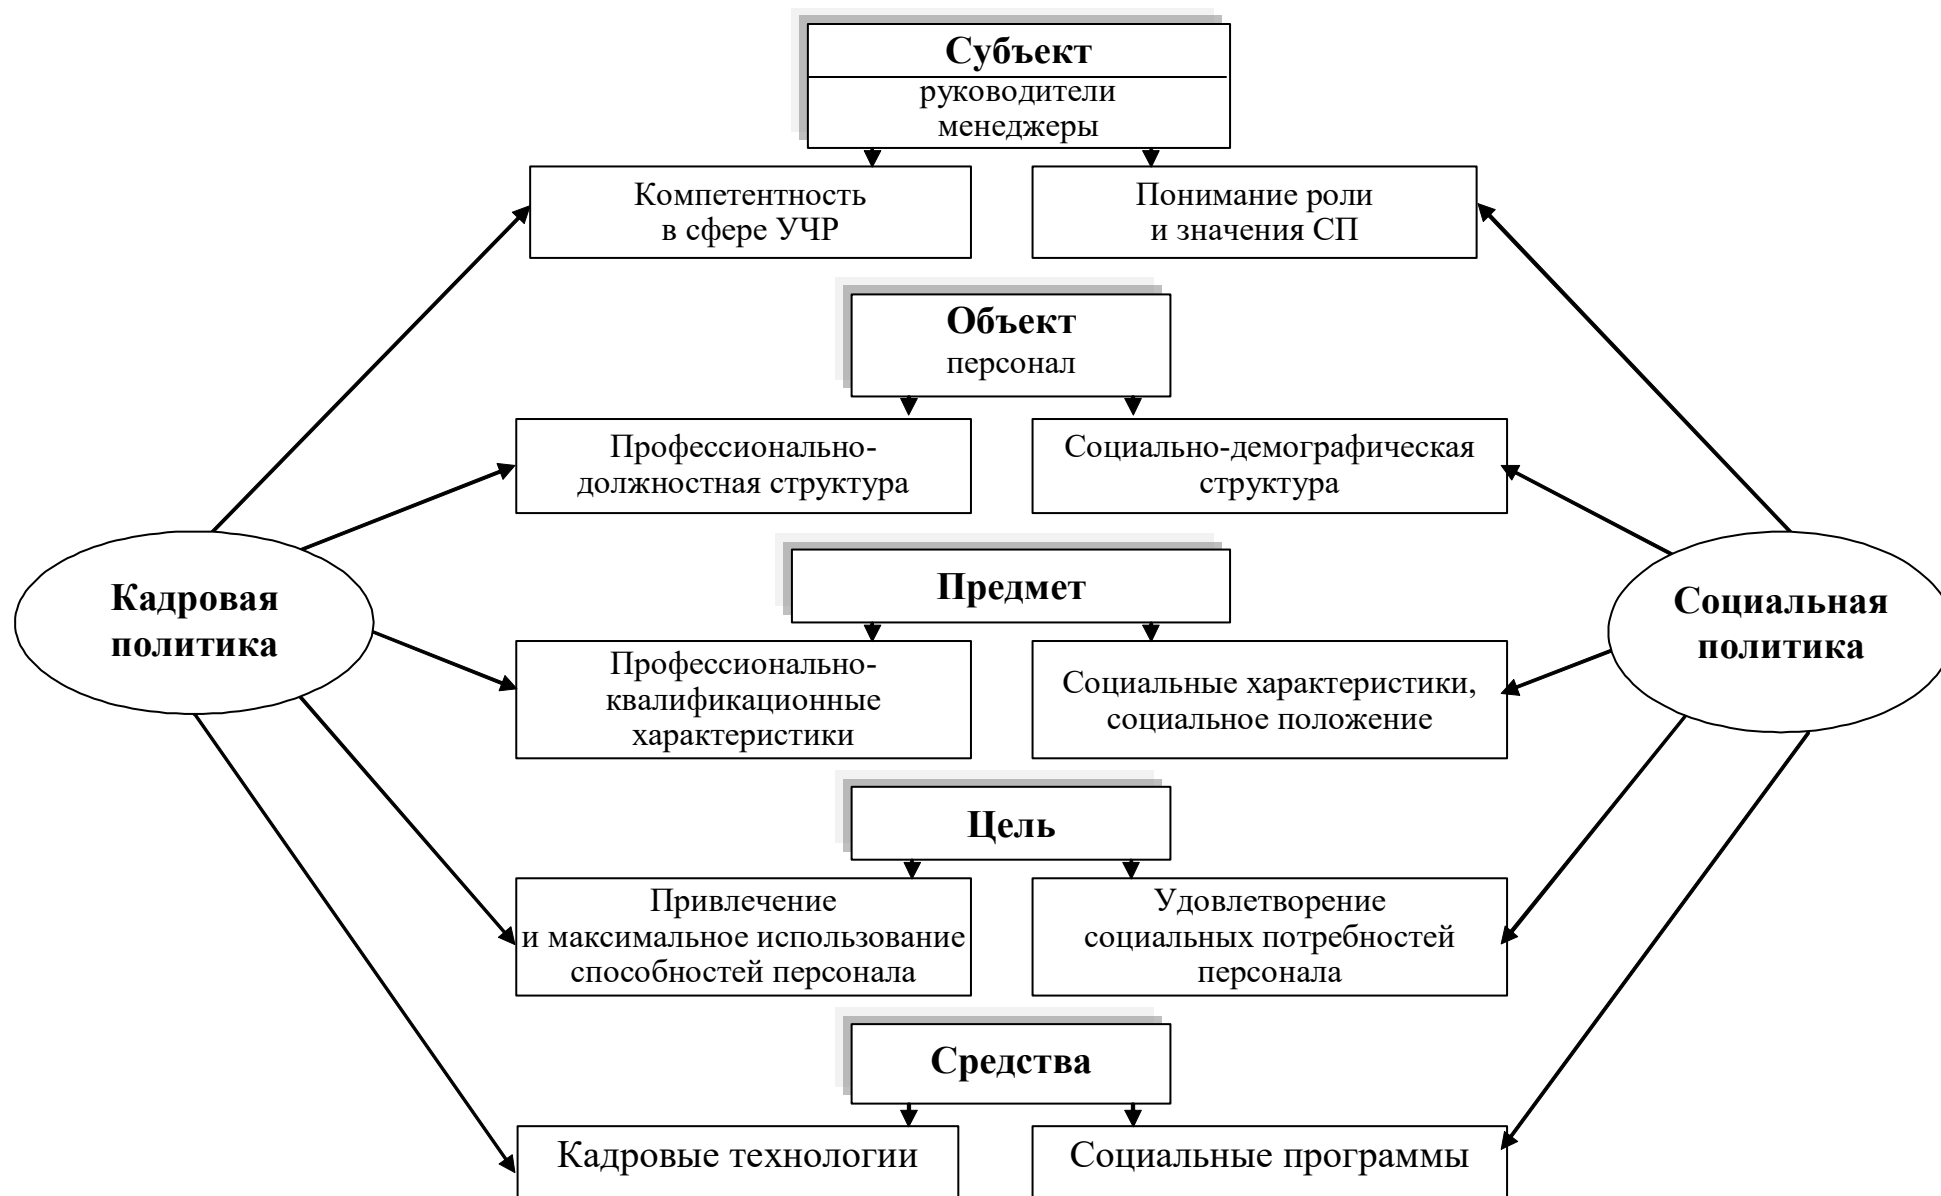 Субъект
руководители
менеджеры
Компетентность
в сфере УЧР
Понимание роли
и значения СП
Объект
персонал
Профессионально-
должностная структура
Социально-демографическая
структура
Кадровая
политика
Предмет
Социальная
политика
Профессионально-
квалификационные
характеристики
Социальные характеристики,
социальное положение
Цель
Привлечение
и максимальное использование
способностей персонала
Удовлетворение
социальных потребностей
персонала
Средства
Кадровые технологии
Социальные программы